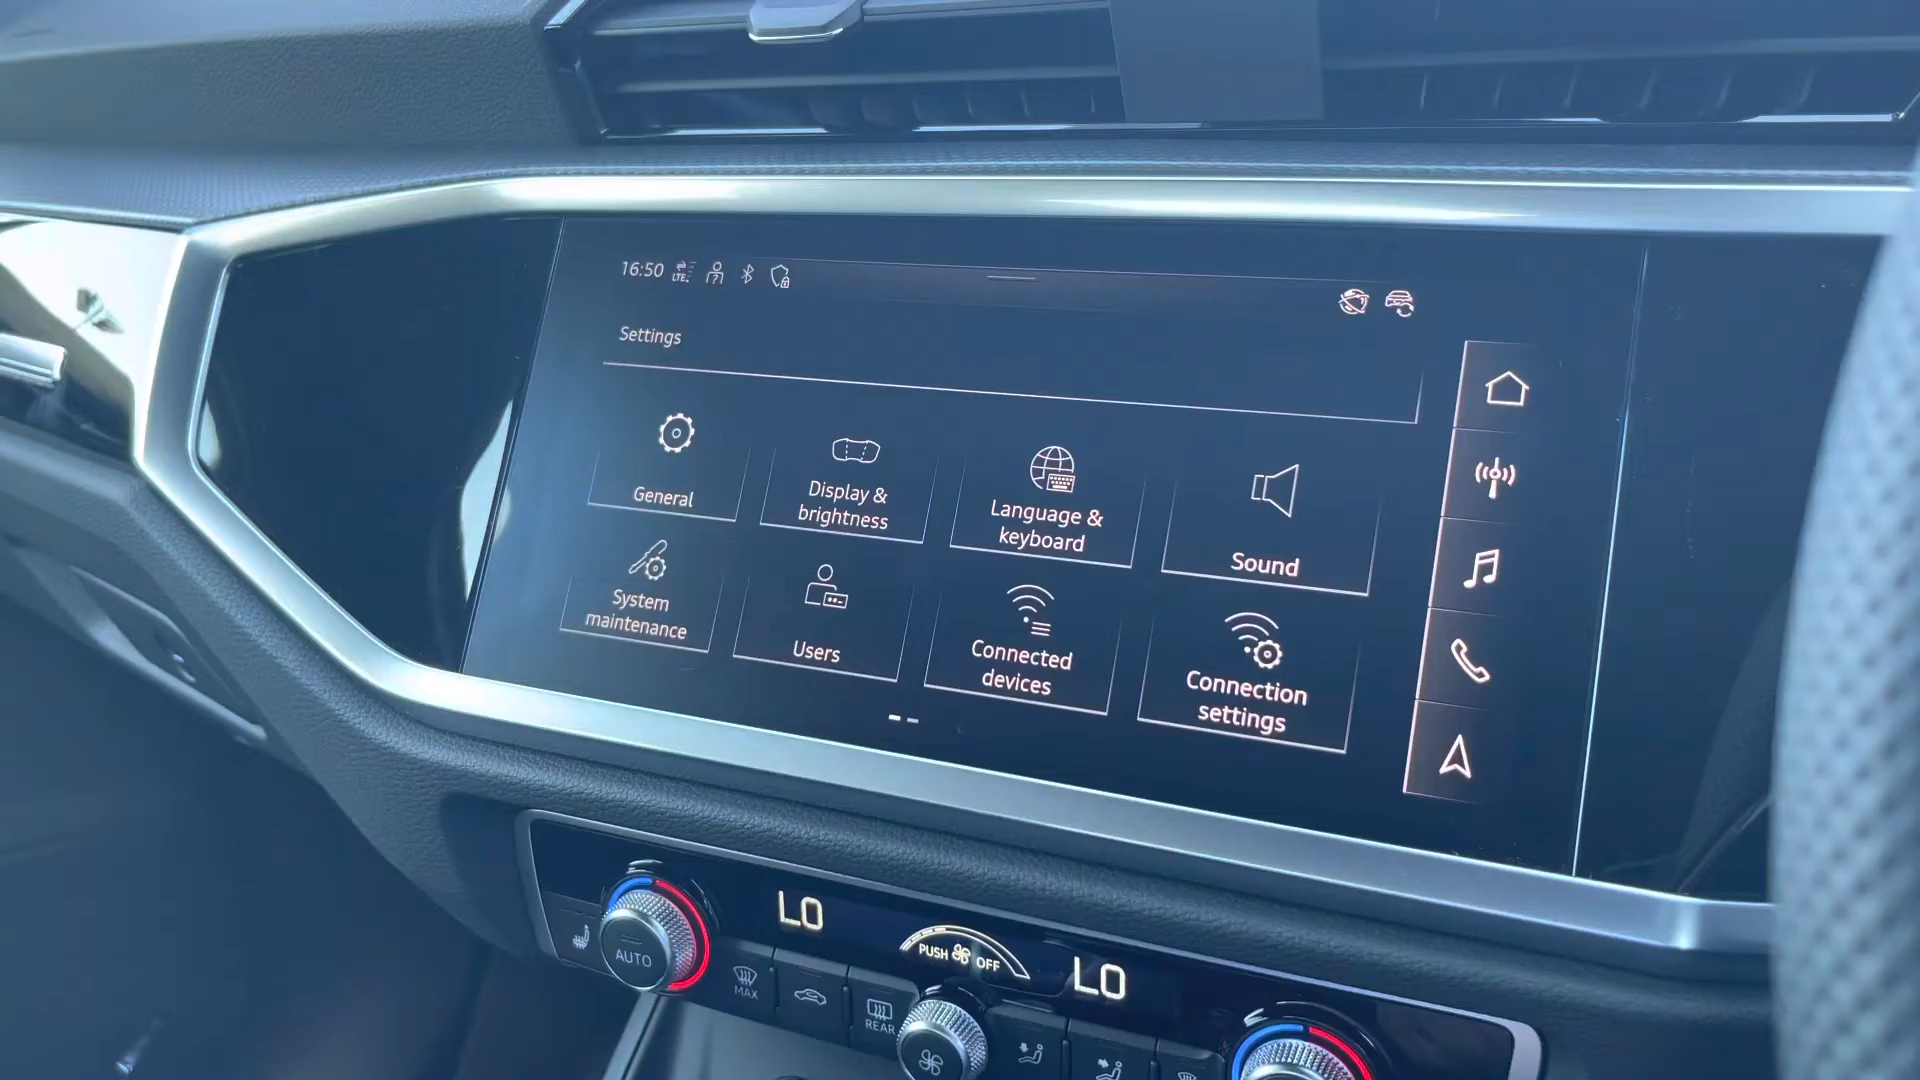 16:50
LTE
Settings
General
Display &
brightness
Language &
keyboard
Sound
System
maintenance
Users
Connected
devices
Connection
settings
LO
PUSH OFF
LO
AUTO
MAX
REAR